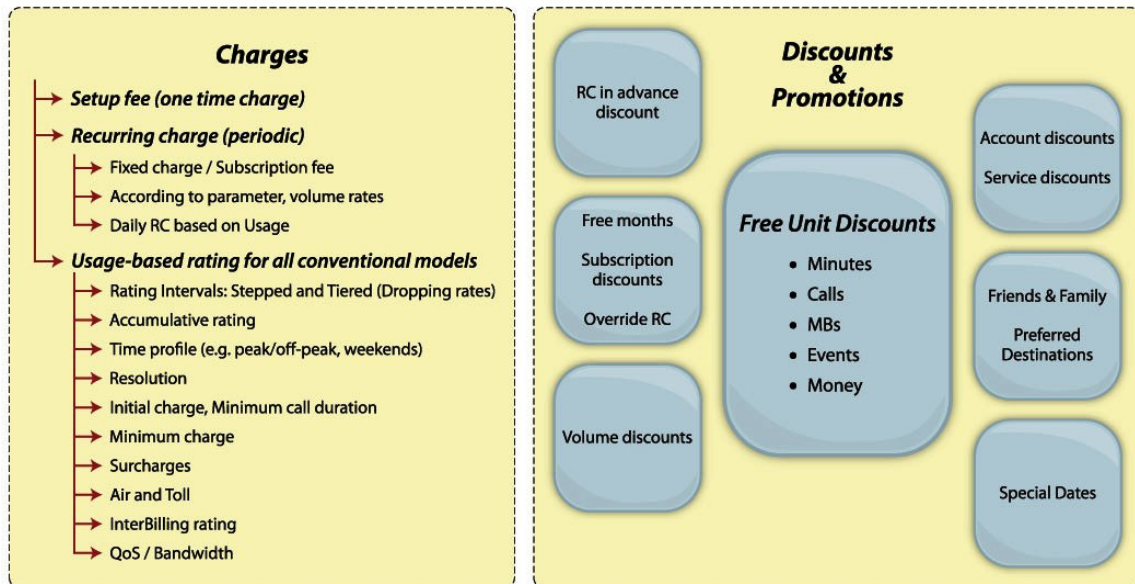 Charges
Setup fee (one time charge)
Recurring charge (periodic)
Fixed charge / Subscription fee
According to parameter, volume rates
Daily RC based on Usage
Usage-based rating for all conventional models
Rating Intervals: Stepped and Tiered (Dropping rates)
Accumulative rating
Time profile (e.g. peak/off-peak, weekends)
Resolution
Initial charge, Minimum call duration
Minimum charge
Surcharges
Air and Toll
InterBilling rating
QoS / Bandwidth
Discounts
&
Promotions
RC in advance
discount
Free months
Subscription
discounts
Override RC
Volume discounts
Free Unit Discounts
• Minutes
• Calls
• MBs
• Events
• Money
Account discounts
Service discounts
Friends & Family
Preferred
Destinations
Special Dates